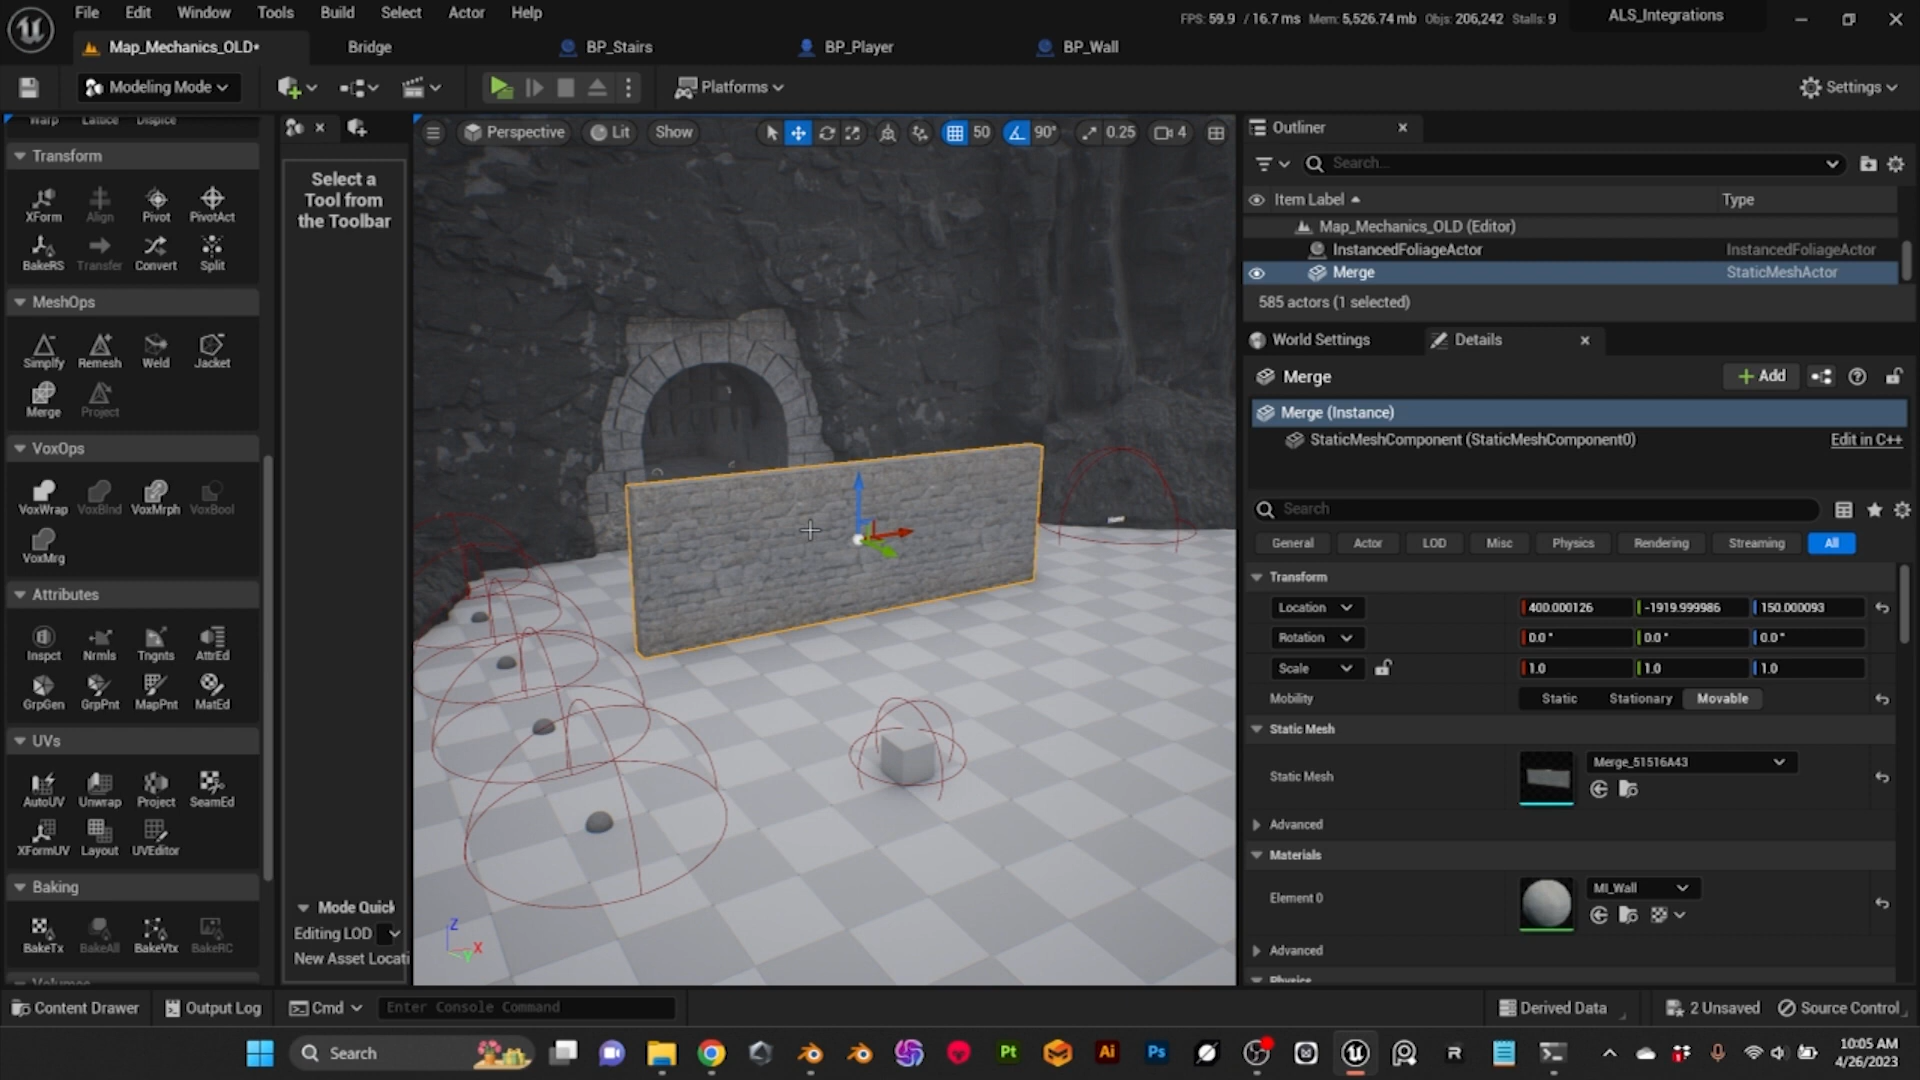 File Edit Window Tools Build Select Actor Help
FPS: 59.9 / 16.7 ms Mem: 5,526.74 mb Objs: 206,242 Stalls: 9
ALS_Integrations
Map_Mechanics_OLD•
Bridge
BP_Stairs
BP_Player
BP_Wall
Modeling Mode
Platforms
Settings
Warp Lattice Displce
Transform
XForm Align Pivot PivotAct
BakeRS Transfer Convert Split
MeshOps
Simplfy Remesh Weld Jacket
Merge Project
VoxOps
VoxWrap VoxBlnd VoxMrph VoxBool
VoxMrg
Attributes
Inspct Nrmls Tngnts AttrEd
GrpGen GrpPnt MapPnt MatEd
UVs
AutoUV Unwrap Project SeamEd
XFormUV Layout UVEditor
Baking
BakeTx BakeAll BakeVtx BakeRC
Volumes
Select a
Tool from
the Toolbar
Mode Quick
Editing LOD
New Asset Locati
Perspective Lit Show
50 90° 0.25 4
Z
X
Y
Outliner
Search...
Item Label Type
Map_Mechanics_OLD (Editor)
InstancedFoliageActor InstancedFoliageActor
Merge StaticMeshActor
585 actors (1 selected)
World Settings Details
Merge
Add
Merge (Instance)
StaticMeshComponent (StaticMeshComponent0) Edit in C++
Search
General Actor LOD Misc Physics Rendering Streaming All
Transform
Location 400.000126 -1919.999986 150.000093
Rotation 0.0° 0.0° 0.0°
Scale 1.0 1.0 1.0
Mobility Static Stationary Movable
Static Mesh
Static Mesh Merge_51516A43
Advanced
Materials
Element 0 MI_Wall
Advanced
Physics
Content Drawer Output Log Cmd Enter Console Command
Derived Data 2 Unsaved Source Control
Search
Pt Ai Ps R
10:05 AM
4/26/2023